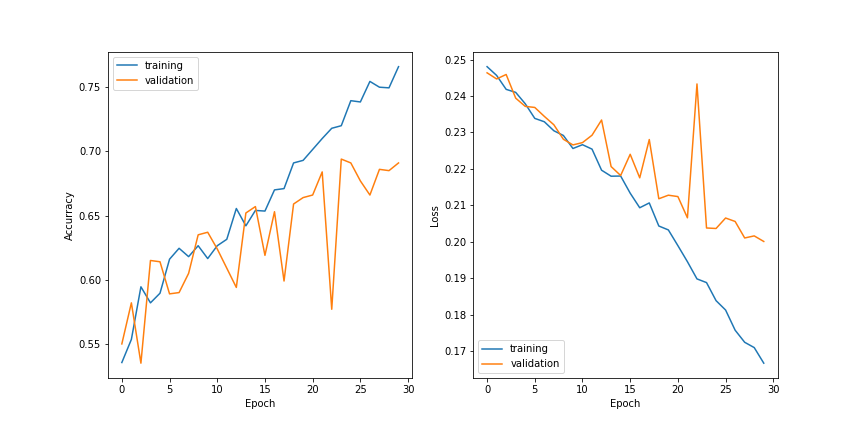 training
validation
0.75
0.70
0.65
0.60
0.55
Accurracy
0 5 10 15 20 25 30
Epoch
0.25
0.24
0.23
0.22
0.21
0.20
0.19
0.18
0.17
Loss
training
validation
0 5 10 15 20 25 30
Epoch